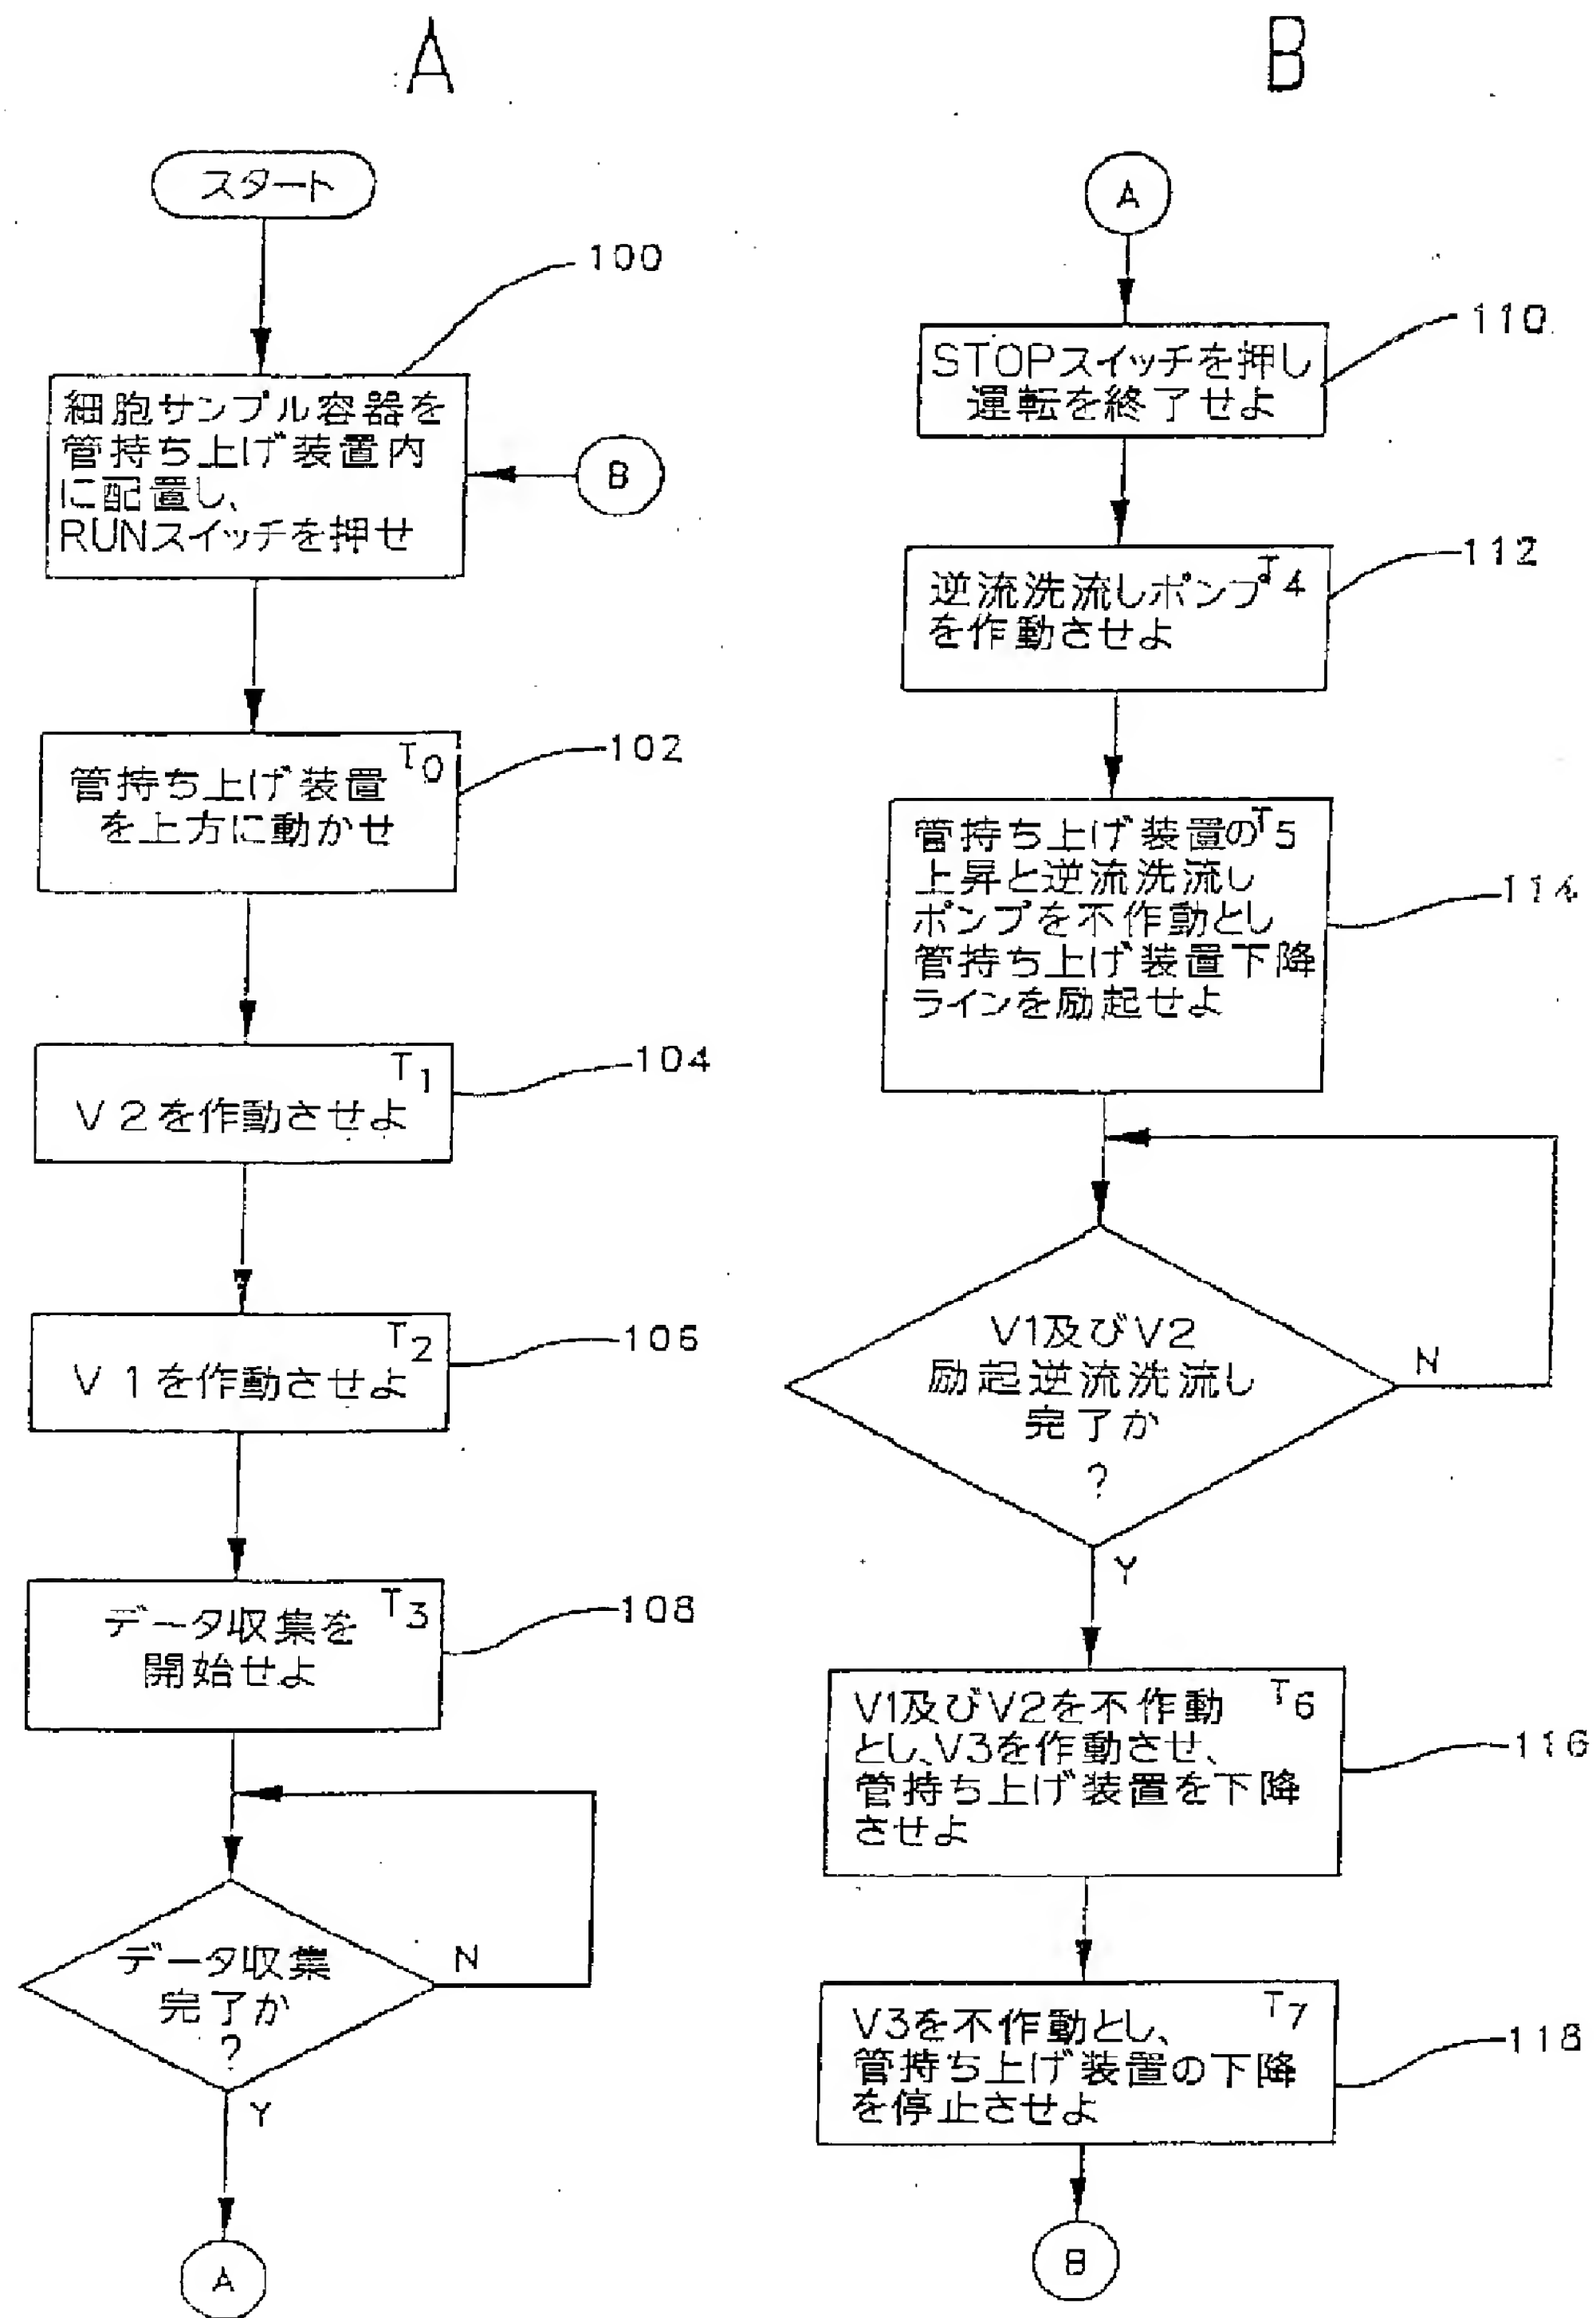 A
スタート
100
細胞サンプル容器を
管持ち上げ装置内
に配置し、
RUNスイッチを押せ
B
T0
102
管持ち上げ装置
を上方に動かせ
T1
104
V2を作動させよ
T2
106
V1を作動させよ
T3
108
データ収集を
開始せよ
データ収集
完了か
?
N
Y
A
B
A
110
STOPスイッチを押し
運転を終了せよ
T4
112
逆流洗流しポンプ
を作動させよ
T5
114
管持ち上げ装置の
上昇と逆流洗流し
ポンプを不作動とし
管持ち上げ装置下降
ラインを励起せよ
V1及びV2
励起逆流洗流し
完了か
?
N
Y
T6
116
V1及びV2を不作動
とし、V3を作動させ、
管持ち上げ装置を下降
させよ
T7
118
V3を不作動とし、
管持ち上げ装置の下降
を停止させよ
B